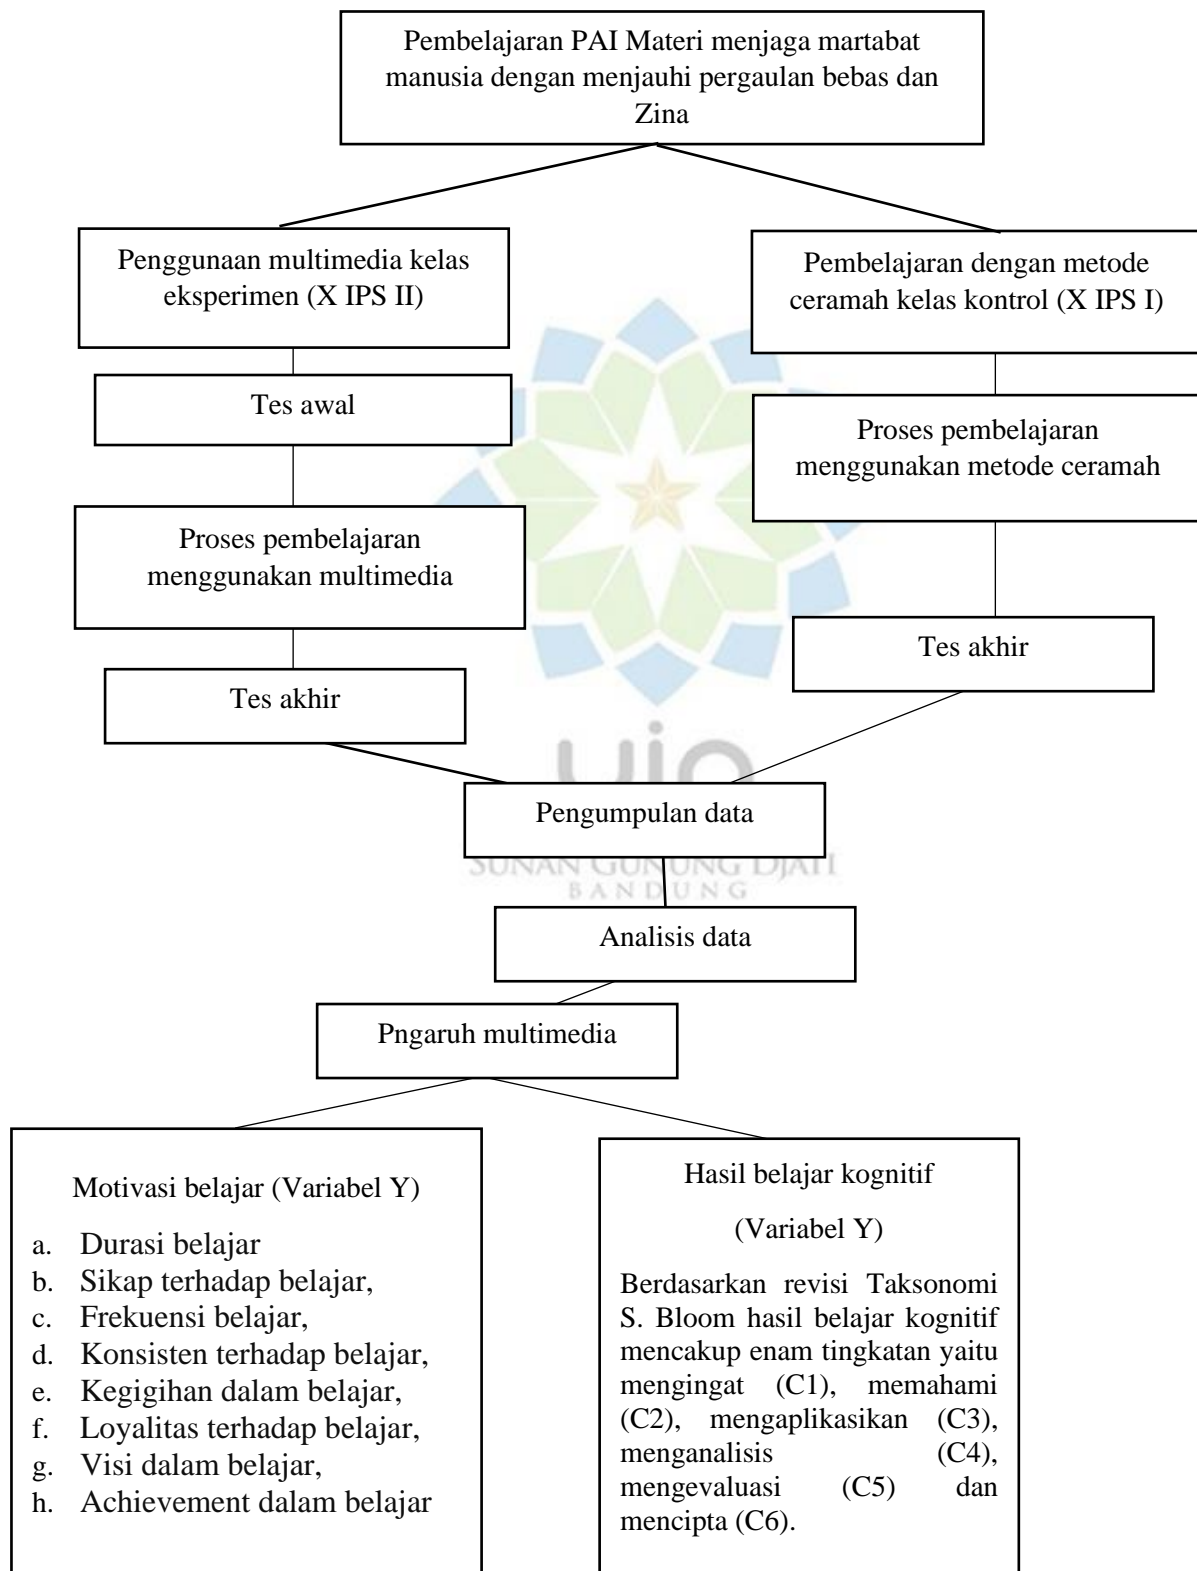 Pembelajaran PAI Materi menjaga martabat
manusia dengan menjauhi pergaulan bebas dan
Zina
Penggunaan multimedia kelas
eksperimen (X IPS II)
Pembelajaran dengan metode
ceramah kelas kontrol (X IPS I)
Tes awal
Proses pembelajaran
menggunakan metode ceramah
Proses pembelajaran
menggunakan multimedia
Tes akhir
Tes akhir
uin
Pengumpulan data
SUNAN GUNUNG DJATI
BANDUNG
Analisis data
Pngaruh multimedia
Motivasi belajar (Variabel Y)
a. Durasi belajar
b. Sikap terhadap belajar,
c. Frekuensi belajar,
d. Konsisten terhadap belajar,
e. Kegigihan dalam belajar,
f. Loyalitas terhadap belajar,
g. Visi dalam belajar,
h. Achievement dalam belajar
Hasil belajar kognitif
(Variabel Y)
Berdasarkan revisi Taksonomi
S. Bloom hasil belajar kognitif
mencakup enam tingkatan yaitu
mengingat (C1), memahami
(C2), mengaplikasikan (C3),
menganalisis (C4),
mengevaluasi (C5) dan
mencipta (C6).